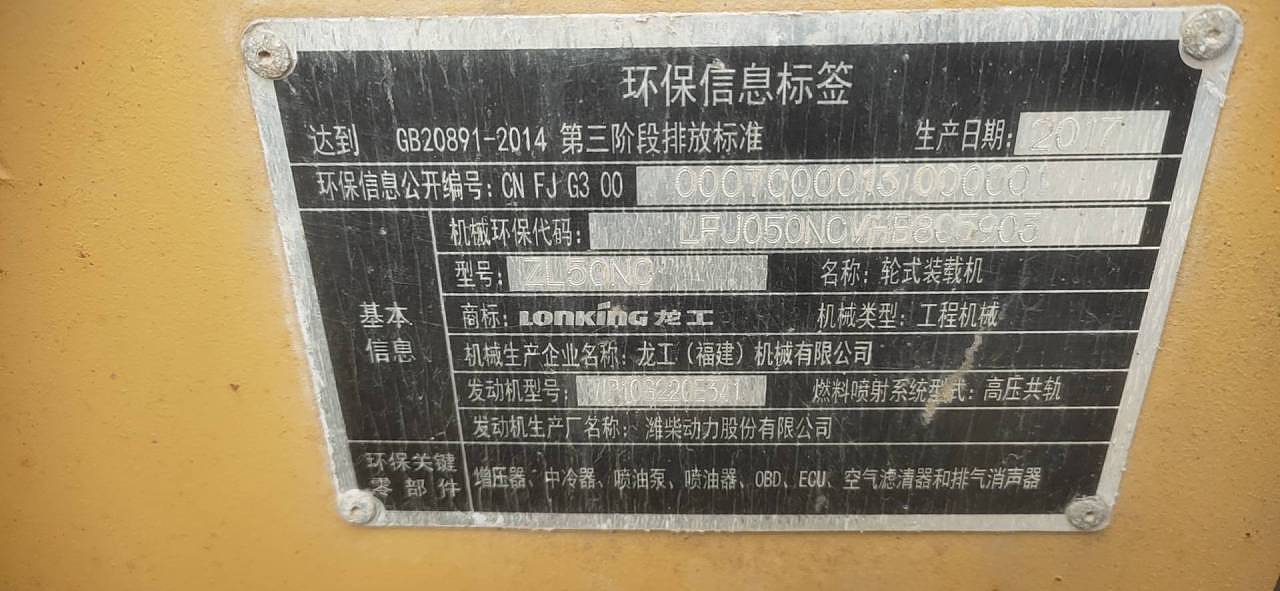 环保信息标签
达到 GB20891-2014 第三阶段排放标准 生产日期: 2017
环保信息公开编号: CN FJ G3 00
机械环保代码:
型号: ZL50NC 名称: 轮式装载机
基本信息
商标: LONKING 龙工 机械类型: 工程机械
机械生产企业名称: 龙工(福建)机械有限公司
发动机型号: 燃料喷射系统型式: 高压共轨
发动机生产厂名称: 潍柴动力股份有限公司
环保关键零部件 增压器、中冷器、喷油泵、喷油器、OBD、ECU、空气滤清器和排气消声器